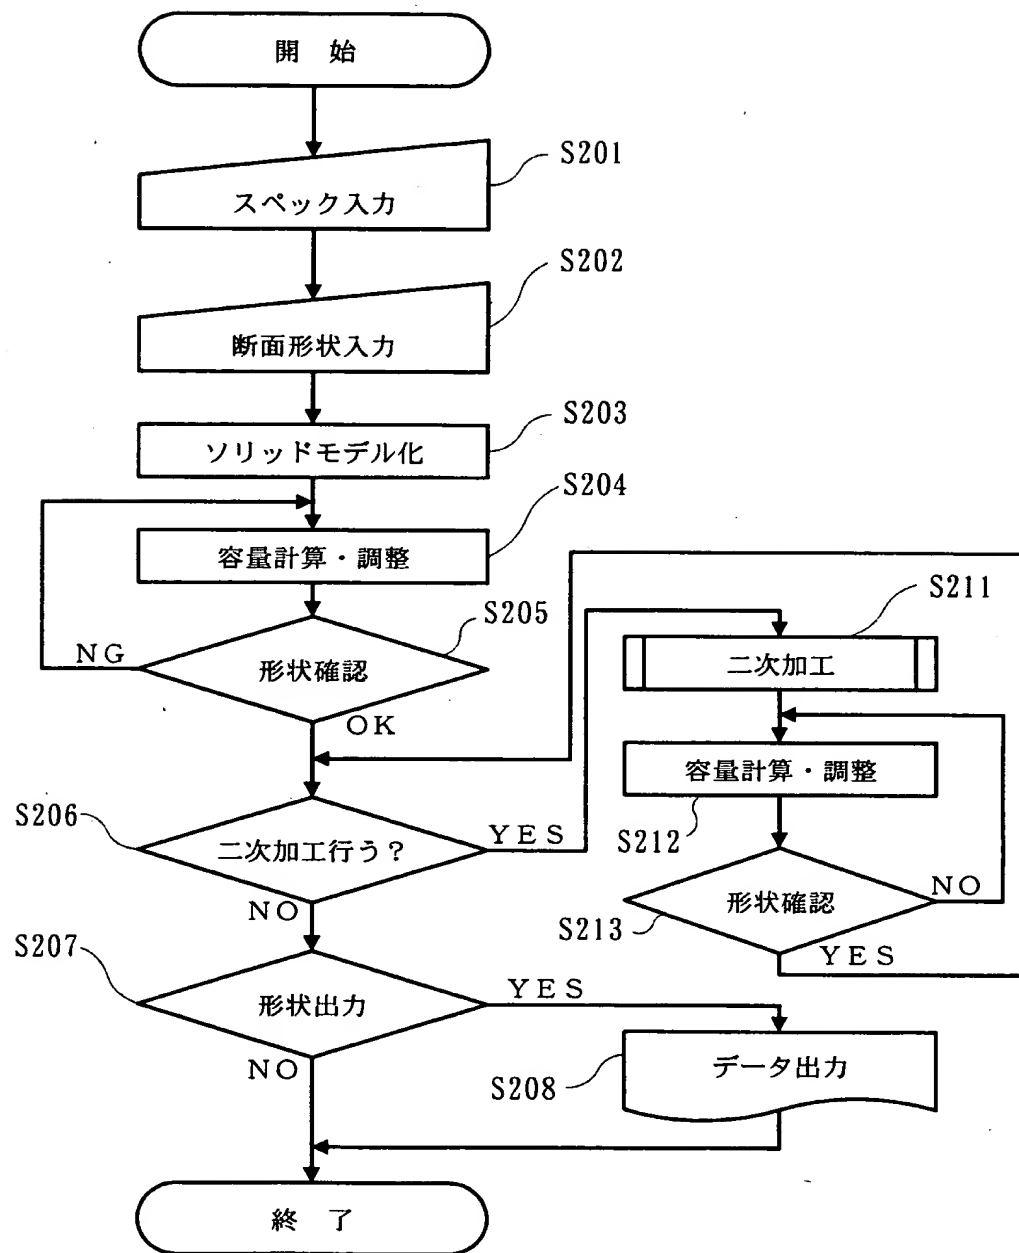 開 始
S201
スペック入力
S202
断面形状入力
S203
ソリッドモデル化
S204
容量計算・調整
S205
形状確認
NG
OK
S206
二次加工行う?
YES
NO
S211
二次加工
容量計算・調整
S212
形状確認
NO
S213
YES
S207
形状出力
YES
NO
データ出力
S208
終 了